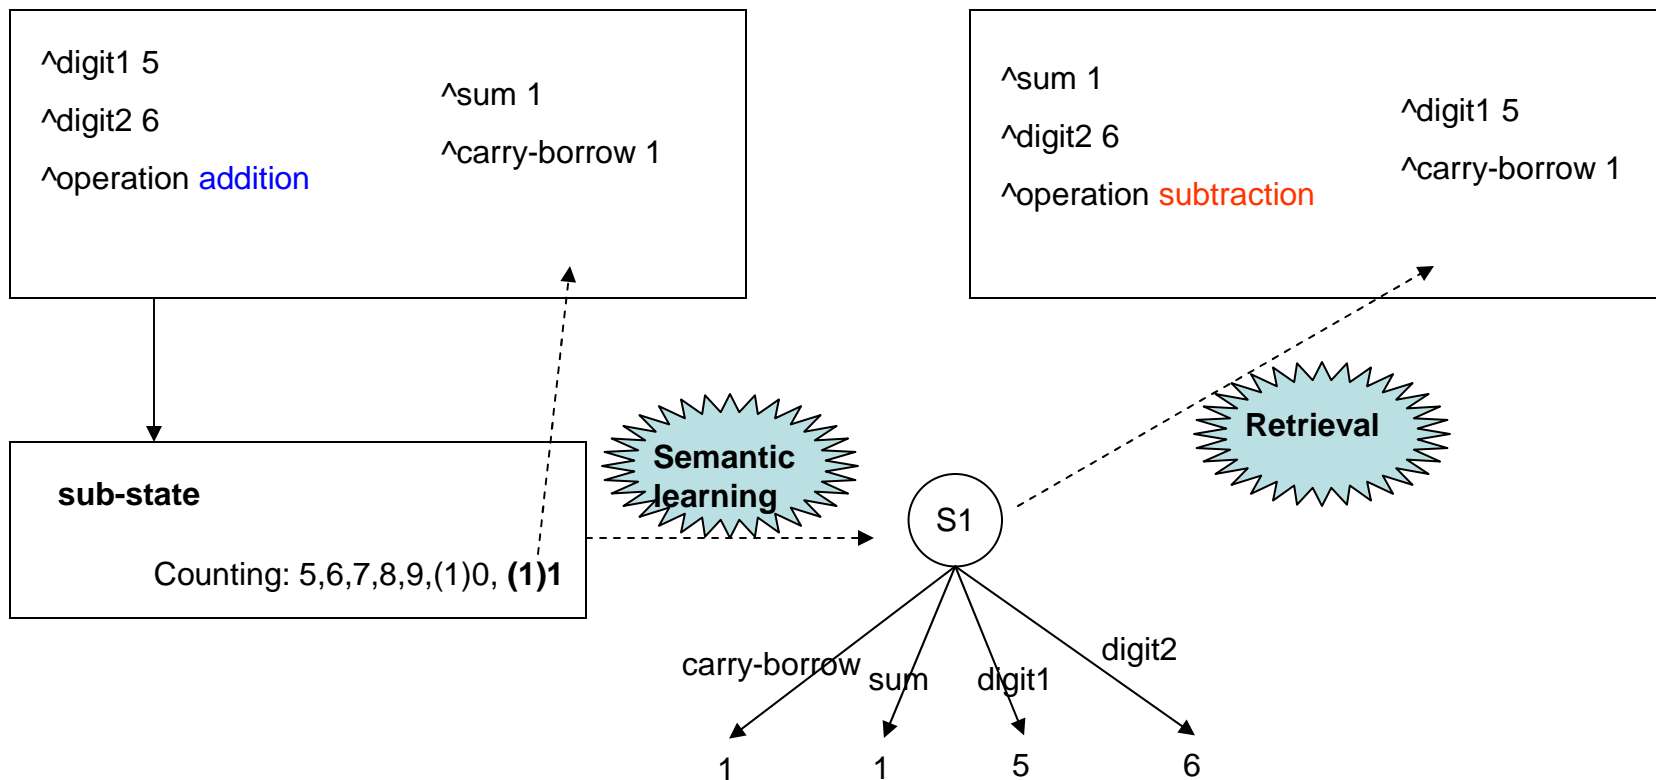 ^digit1 5
^digit2 6
^operation addition
^sum 1
^carry-borrow 1
^sum 1
^digit2 6
^operation subtraction
^digit1 5
^carry-borrow 1
sub-state
Counting: 5,6,7,8,9,(1)0, (1)1
Semantic
learning
Retrieval
S1
carry-borrow
sum
digit1
digit2
1
1
5
6